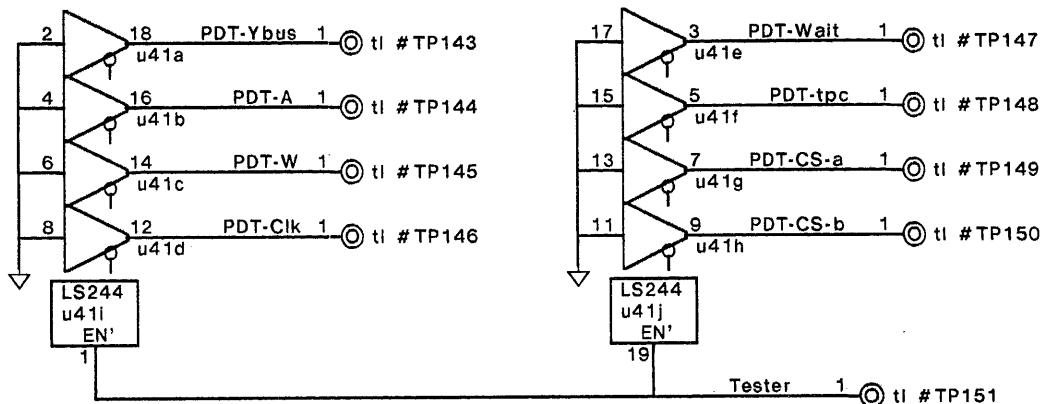 2 18 PDT-Ybus 1 tl #TP143
u41a
4 16 PDT-A 1 tl #TP144
u41b
6 14 PDT-W 1 tl #TP145
u41c
8 12 PDT-Clk 1 tl #TP146
u41d
LS244
u41i
EN'
1
17 3 PDT-Wait 1 tl #TP147
u41e
15 5 PDT-tpc 1 tl #TP148
u41f
13 7 PDT-CS-a 1 tl #TP149
u41g
11 9 PDT-CS-b 1 tl #TP150
u41h
LS244
u41j
EN'
19
Tester 1 tl #TP151